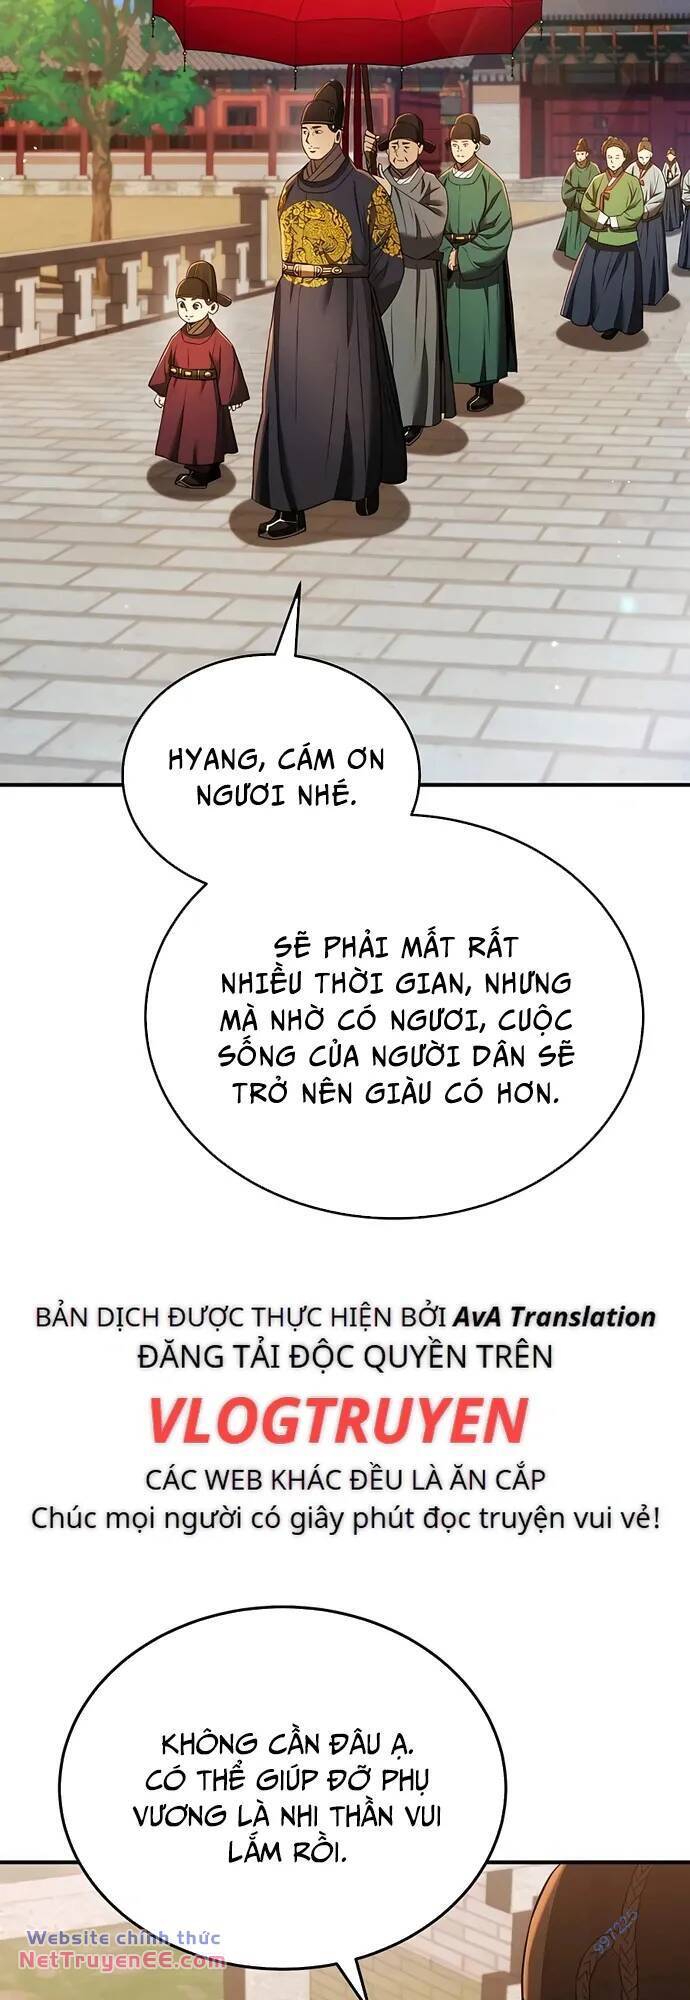 HYANG, CÁM ƠN
NGƯƠI NHÉ.
SẼ PHẢI MẤT RẤT
NHIỀU THỜI GIAN, NHƯNG
MÀ NHỜ CÓ NGƯƠI, CUỘC
SỐNG CỦA NGƯỜI DÂN SẼ
TRỞ NÊN GIÀU CÓ HƠN.
BẢN DỊCH ĐƯỢC THỰC HIỆN BỞI AvA Translation
ĐĂNG TẢI ĐỘC QUYỀN TRÊN
VLOGTRUYEN
CÁC WEB KHÁC ĐỀU LÀ ĂN CẮP
Chúc mọi người có giây phút đọc truyện vui vẻ!
KHÔNG CẦN ĐÂU Ạ.
CÓ THỂ GIÚP ĐỠ PHỤ
VƯƠNG LÀ NHI THẦN VUI
LẮM RỒI.
Website chính thức
NetTruyenEE.com
997225